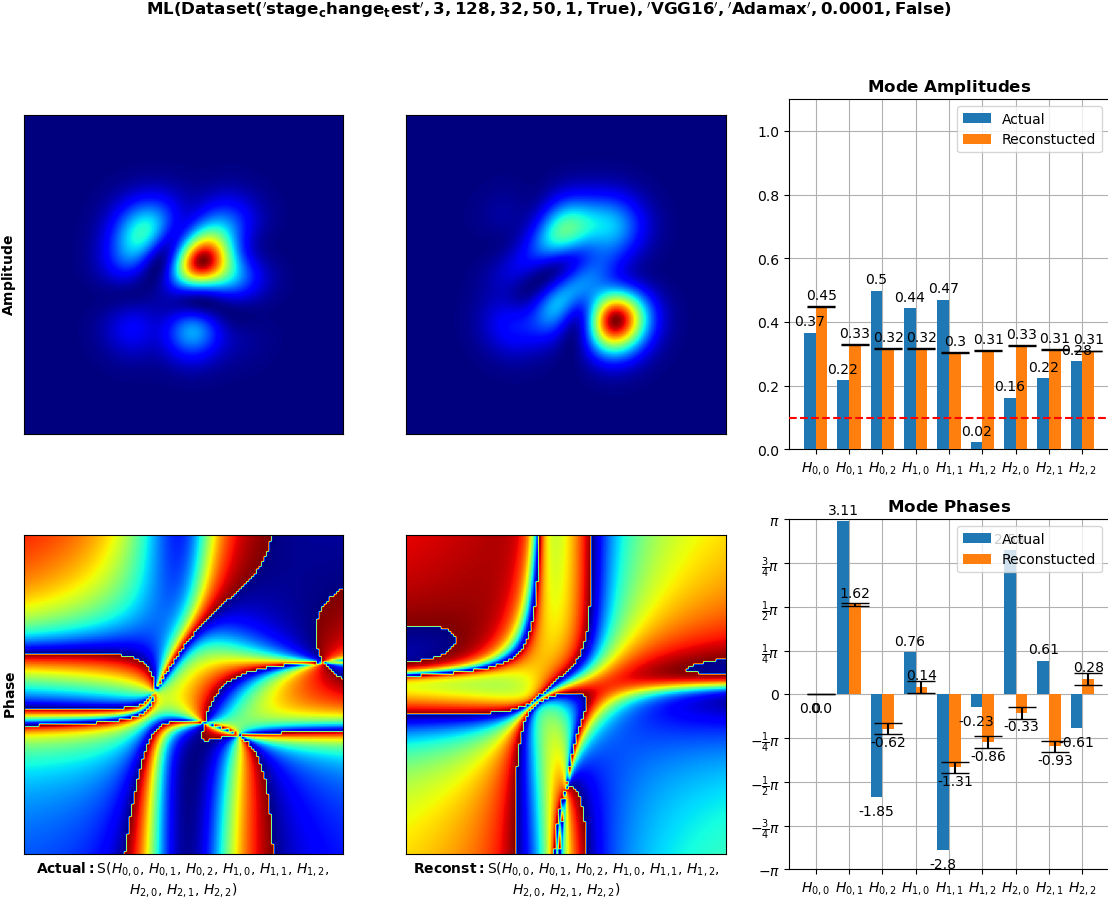 ML(Dataset('stage_change_test', 3, 128, 32, 50, 1, True), 'VGG16', 'Adamax', 0.0001, False)
Amplitude
Mode Amplitudes
Actual
Reconstucted
1.0
0.8
0.6
0.4
0.2
0.0
0.37 0.45 0.22 0.33 0.5 0.32 0.44 0.32 0.47 0.3 0.02 0.31 0.16 0.33 0.22 0.31 0.28 0.31
H0,0 H0,1 H0,2 H1,0 H1,1 H1,2 H2,0 H2,1 H2,2
Phase
Actual:S(H0,0, H0,1, H0,2, H1,0, H1,1, H1,2,
H2,0, H2,1, H2,2)
Reconst:S(H0,0, H0,1, H0,2, H1,0, H1,1, H1,2,
H2,0, H2,1, H2,2)
Mode Phases
Actual
Reconstucted
π
3/4π
1/2π
1/4π
0
−1/4π
−1/2π
−3/4π
−π
0.0 3.11 1.62 -1.85 -0.62 0.76 0.14 -2.8 -1.31 -0.23 -0.86 -0.33 0.61 -0.93 -0.61 0.28
H0,0 H0,1 H0,2 H1,0 H1,1 H1,2 H2,0 H2,1 H2,2